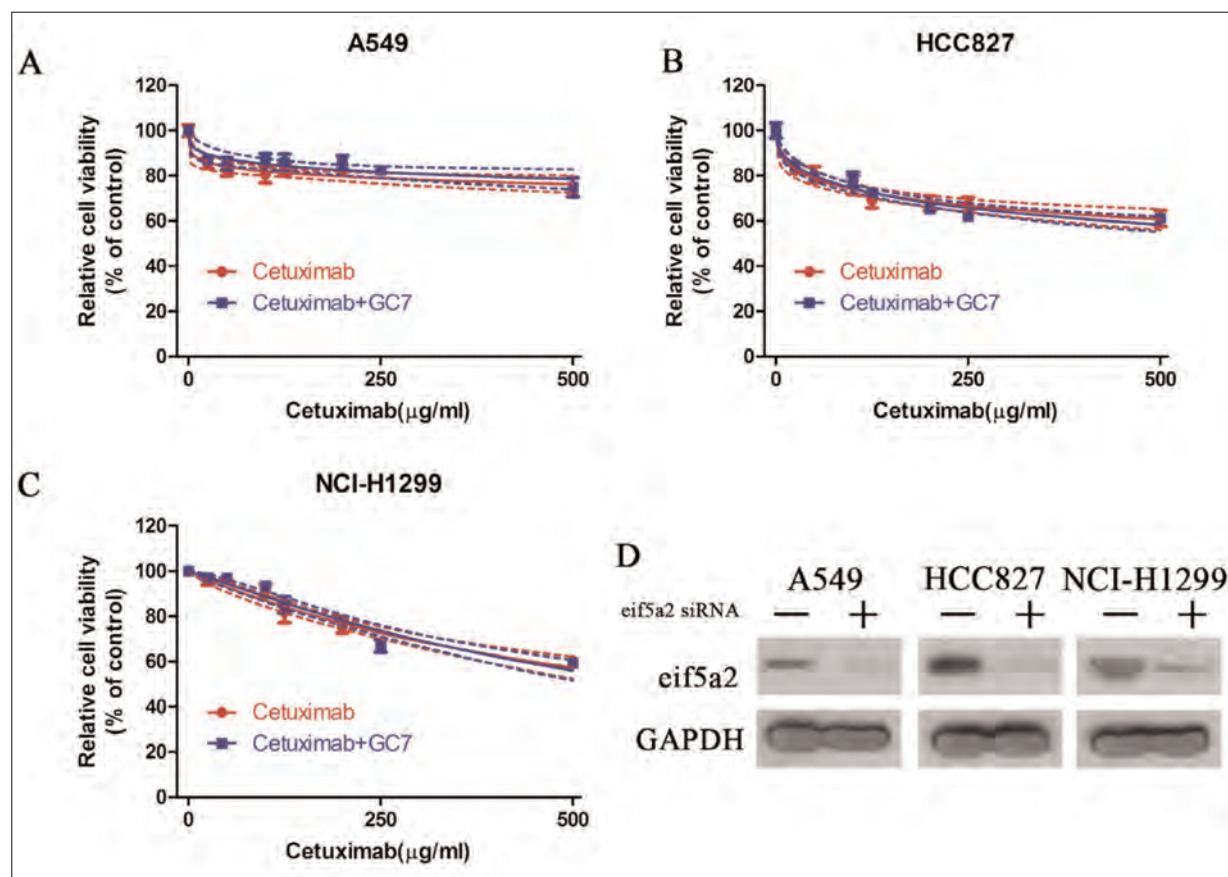 A
A549
Relative cell viability
(% of control)
120
100
80
60
40
20
0
Cetuximab
Cetuximab+GC7
0 250 500
Cetuximab(μg/ml)
B
HCC827
Relative cell viability
(% of control)
120
100
80
60
40
20
0
Cetuximab
Cetuximab+GC7
0 250 500
Cetuximab(μg/ml)
C
NCI-H1299
Relative cell viability
(% of control)
120
100
80
60
40
20
0
Cetuximab
Cetuximab+GC7
0 250 500
Cetuximab(μg/ml)
D
A549 HCC827 NCI-H1299
eif5a2 siRNA — + — + — +
eif5a2
GAPDH